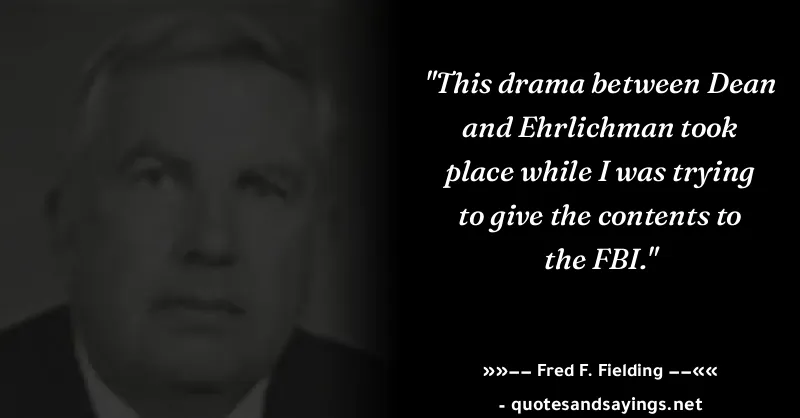 "This drama between Dean
and Ehrlichman took
place while I was trying
to give the contents to
the FBI."
»»−− Fred F. Fielding −−««
- quotesandsayings.net